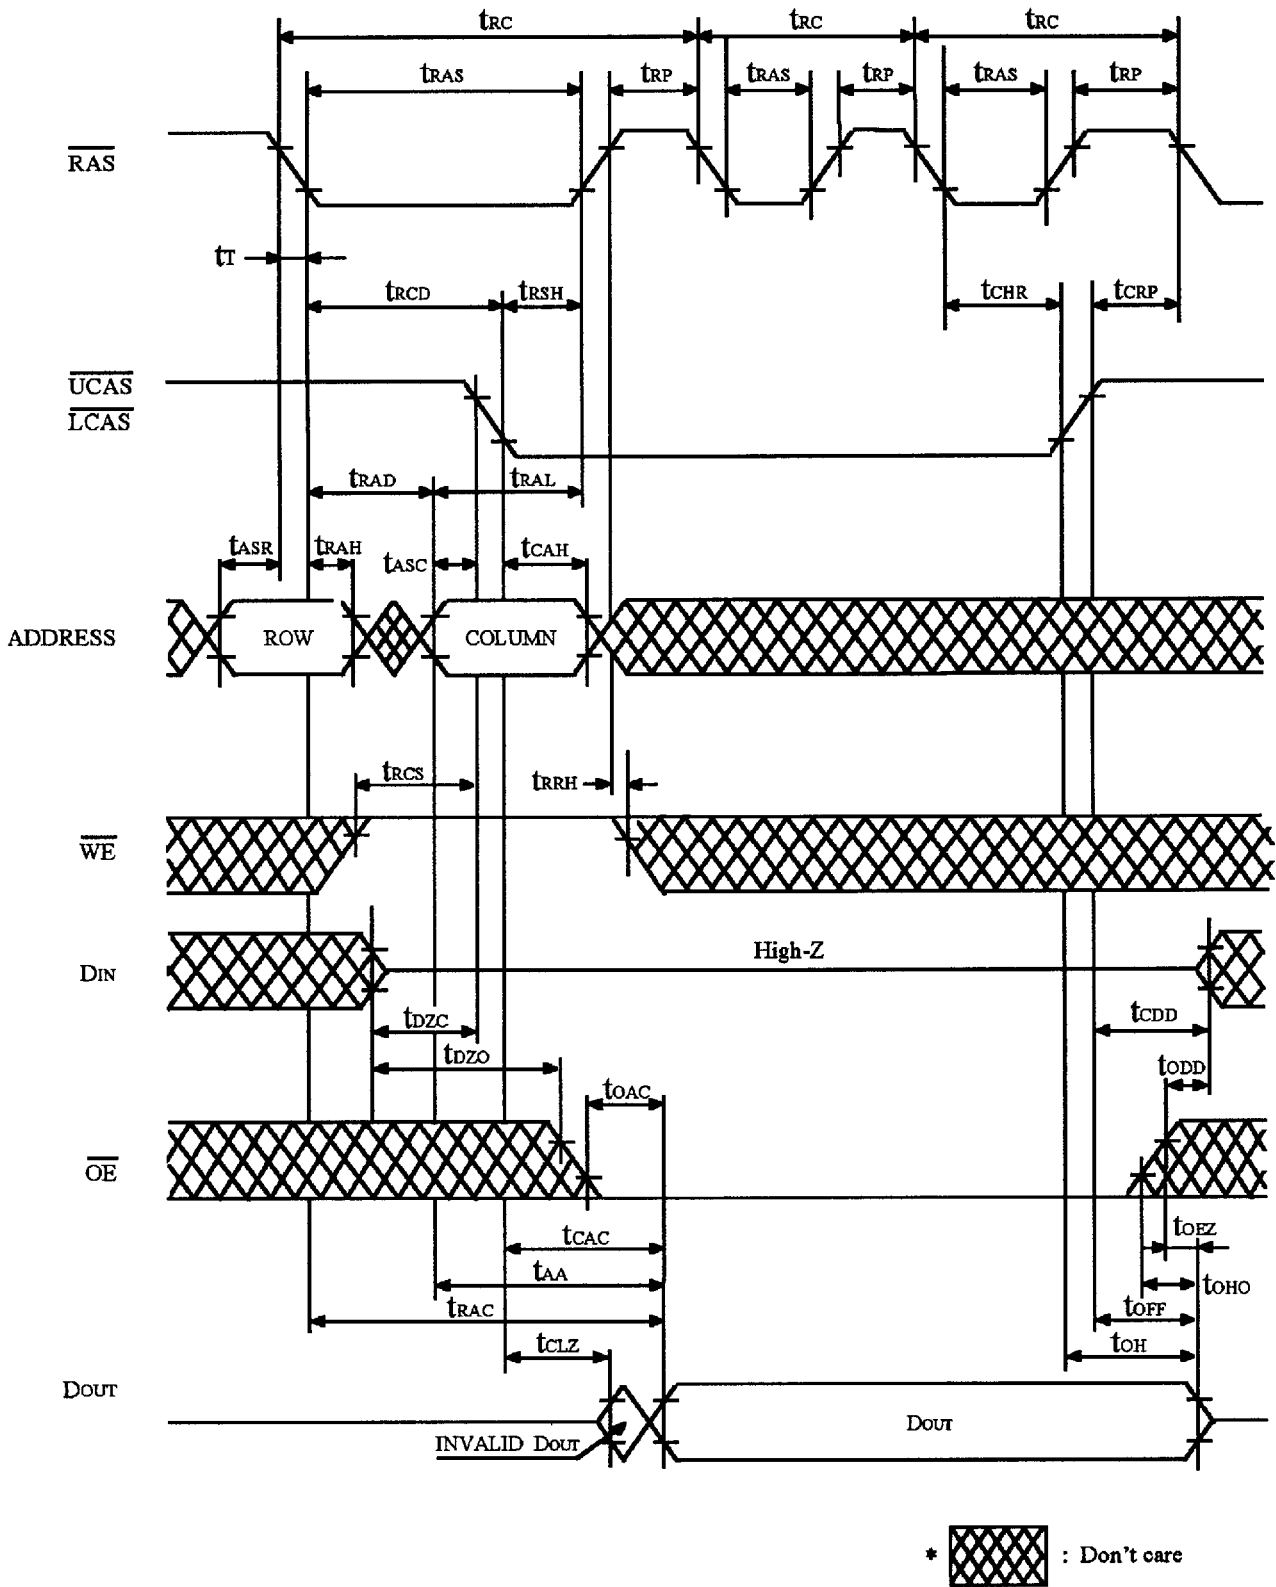 tRC tRC tRC
tRAS tRP tRAS tRP tRAS tRP
RAS
tT
tRCD tRSH tCHR tCRP
UCAS
LCAS
tRAD tRAL
tASR tRAH tASC tCAH
ADDRESS ROW COLUMN
tRCS tRRH
WE
High-Z
DIN
tDZC tCDD
tDZO tODD
tOAC
OE
tCAC tOEZ
tAA tOHO
tRAC tOFF
tCLZ tOH
DOUT
DOUT
INVALID DOUT
* : Don't care